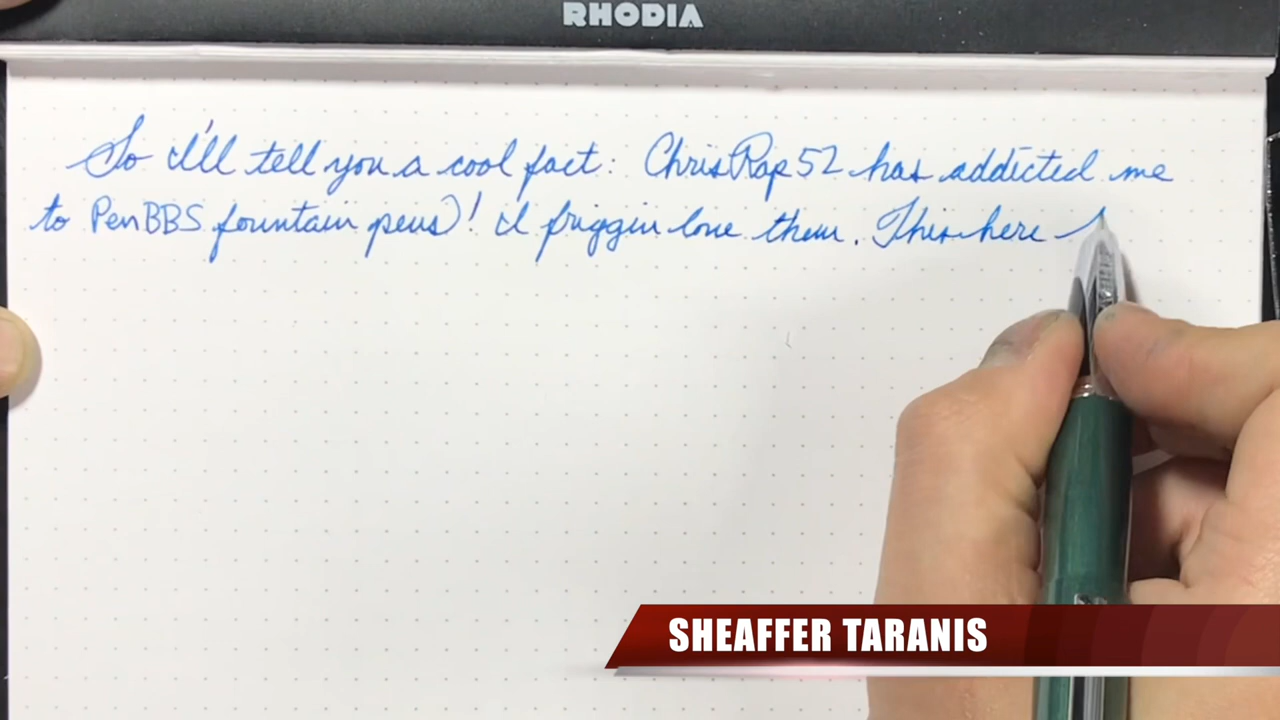 RHODIA
So I'll tell you a cool fact: ChrisRap52 has addicted me
to PenBBS fountain pens! I friggin love them. This here
SHEAFFER TARANIS